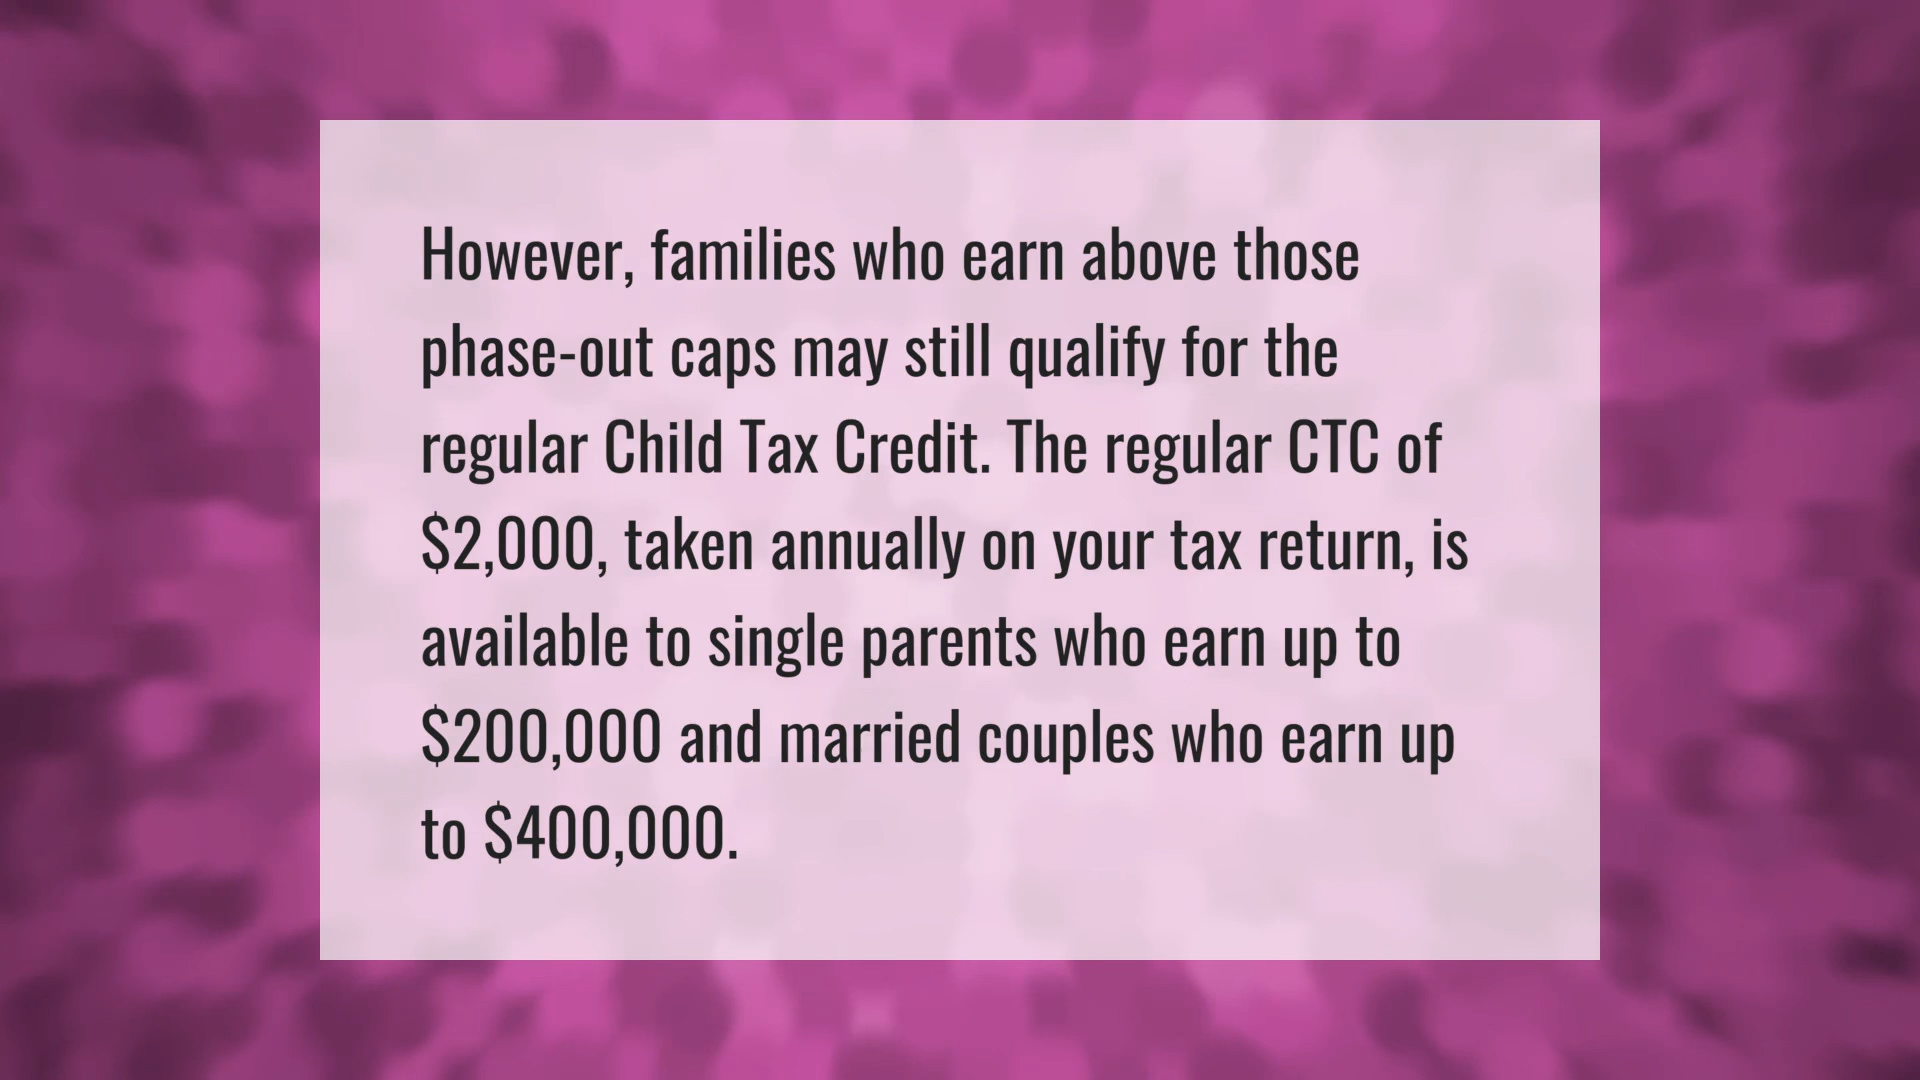 However, families who earn above those
phase-out caps may still qualify for the
regular Child Tax Credit. The regular CTC of
$2,000, taken annually on your tax return, is
available to single parents who earn up to
$200,000 and married couples who earn up
to $400,000.